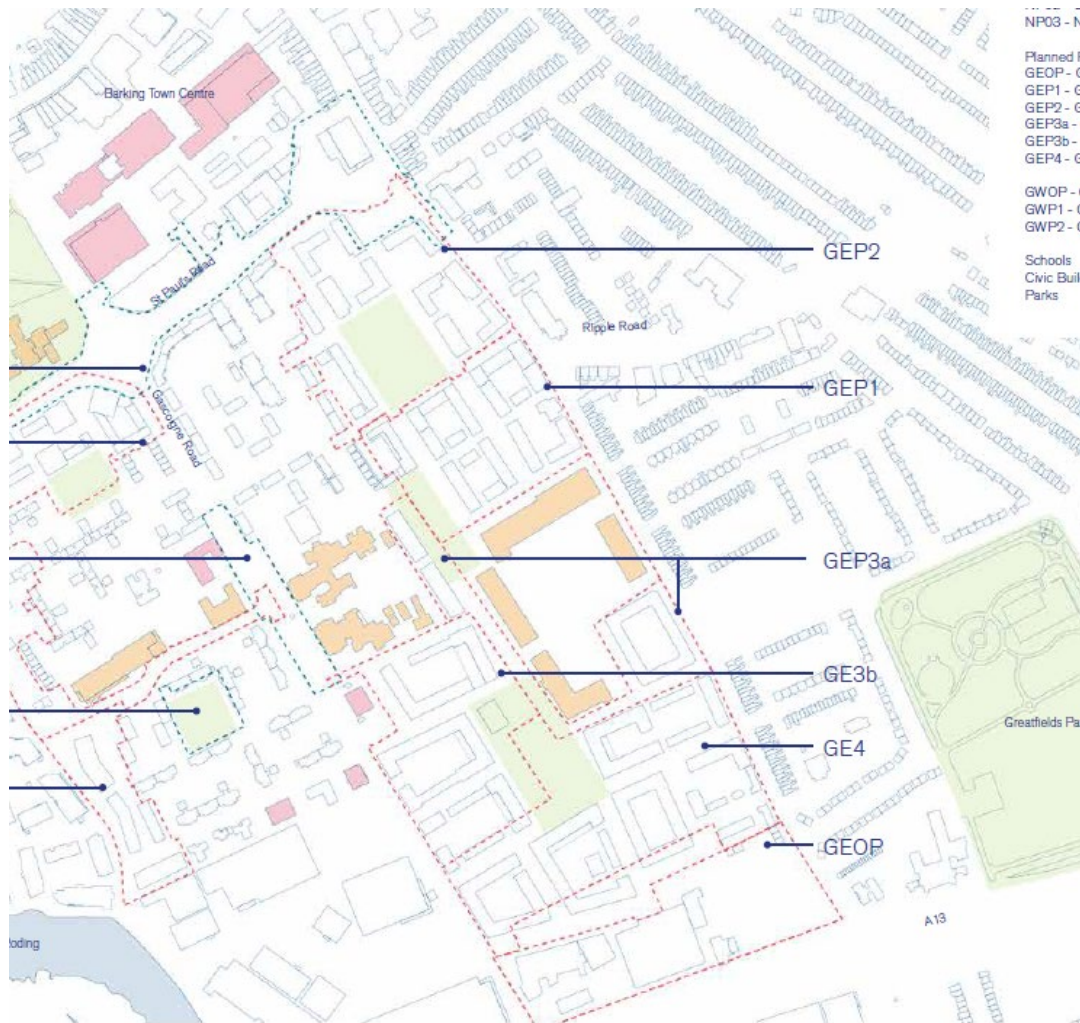 NP03 - N
Planned
GEOP -
GEP1 - G
GEP2 - G
GEP3a -
GEP3b -
GEP4 - G
GWOP -
GWP1 -
GWP2 -
Schools
Civic Buil
Parks
Barking Town Centre
St Paul's Road
GEP2
Ripple Road
GEP1
Gascoigne Road
GEP3a
GE3b
Greatfields Pa
GE4
GEOP
A13
oding